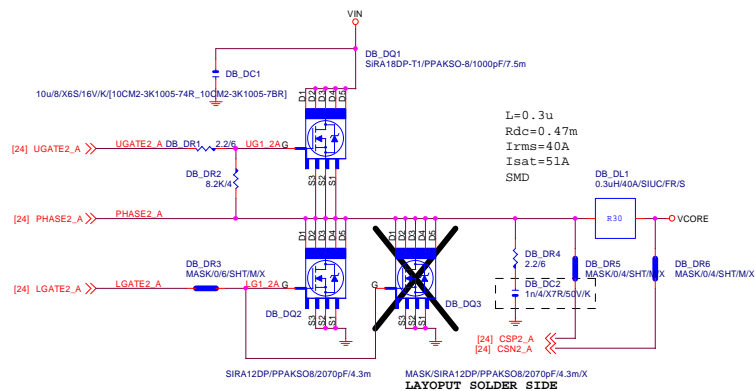 VIN
DB_DQ1
SiRA18DP-T1/PPAKSO-8/1000pF/7.5m
DB_DC1
10u/8/X6S/16V/K/[10CM2-3K1005-74R_10CM2-3K1005-7BR]
D1 D2 D3 D4 D5
L=0.3u
Rdc=0.47m
Irms=40A
Isat=51A
SMD
[24] UGATE2_A
UGATE2_A
DB_DR1
2.2/6
UG1_2A
G
S3 S2 S1
DB_DR2
8.2K/4
DB_DL1
0.3uH/40A/SIUC/FR/S
R30
VCORE
[24] PHASE2_A
PHASE2_A
D1 D2 D3 D4 D5
D1 D2 D3 D4 D5
DB_DR3
MASK/0/6/SHT/M/X
[24] LGATE2_A
LGATE2_A
LG1_2A
G
G
S3 S2 S1
S3 S2 S1
DB_DQ2
DB_DQ3
DB_DR4
2.2/6
DB_DC2
1n/4/X7R/50V/K
DB_DR5
MASK/0/4/SHT/M/X
DB_DR6
MASK/0/4/SHT/M/X
[24] CSP2_A
[24] CSN2_A
SIRA12DP/PPAKSO8/2070pF/4.3m
MASK/SIRA12DP/PPAKSO8/2070pF/4.3m/X
LAYOPUT SOLDER SIDE